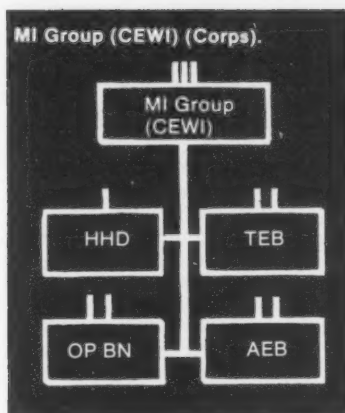 MI Group (CEWI) (Corps).
MI Group
(CEWI)
HHD
TEB
OP BN
AEB